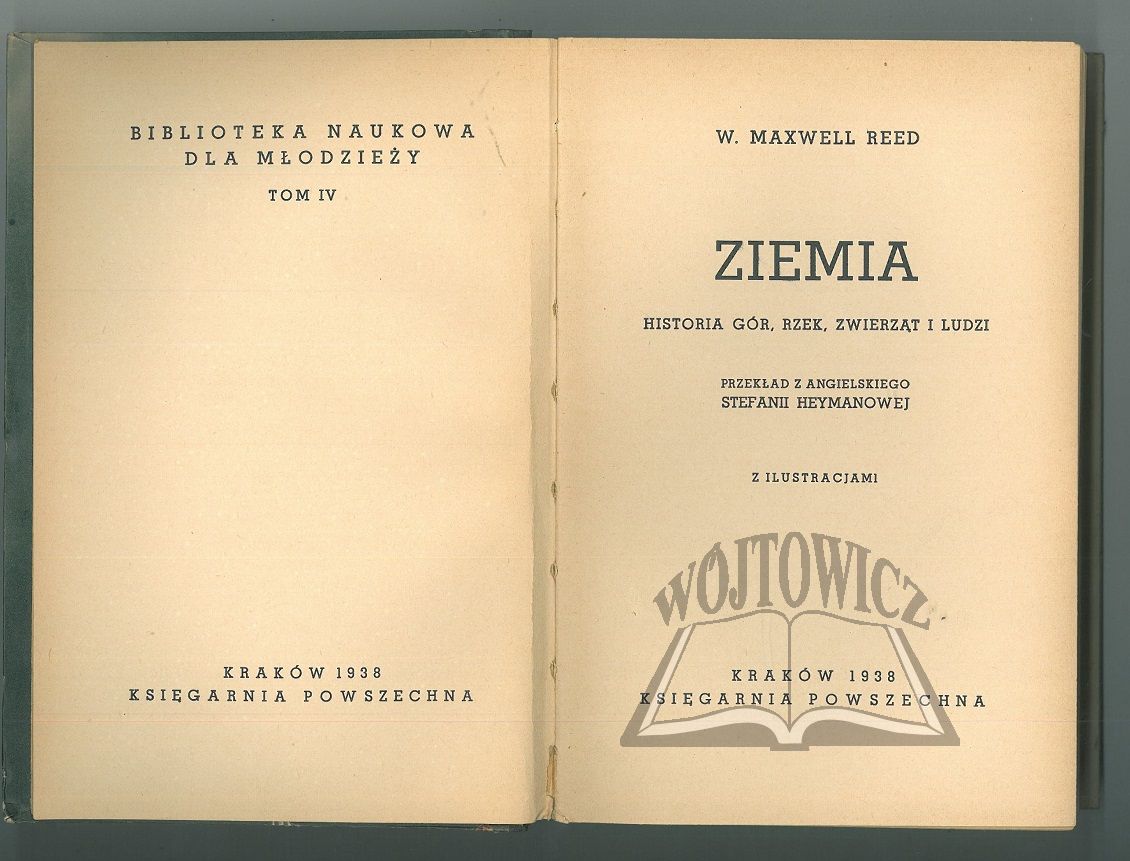 BIBLIOTEKA NAUKOWA
DLA MŁODZIEŻY
TOM IV
KRAKÓW 1938
KSIĘGARNIA POWSZECHNA
W. MAXWELL REED
ZIEMIA
HISTORIA GÓR, RZEK, ZWIERZĄT I LUDZI
PRZEKŁAD Z ANGIELSKIEGO
STEFANII HEYMANOWEJ
Z ILUSTRACJAMI
WÓJTOWICZ
KRAKÓW 1938
KSIĘGARNIA POWSZECHNA